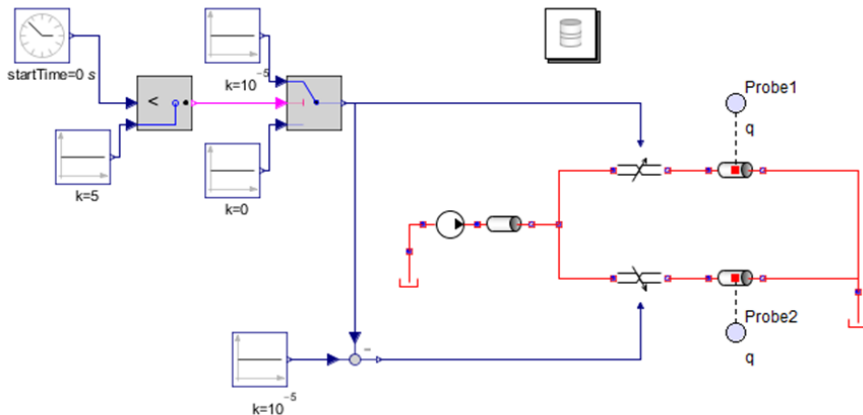 Probe1
k=10⁻⁵
startTime=0 s
<
q
k=5
k=0
Probe2
-
q
k=10⁻⁵